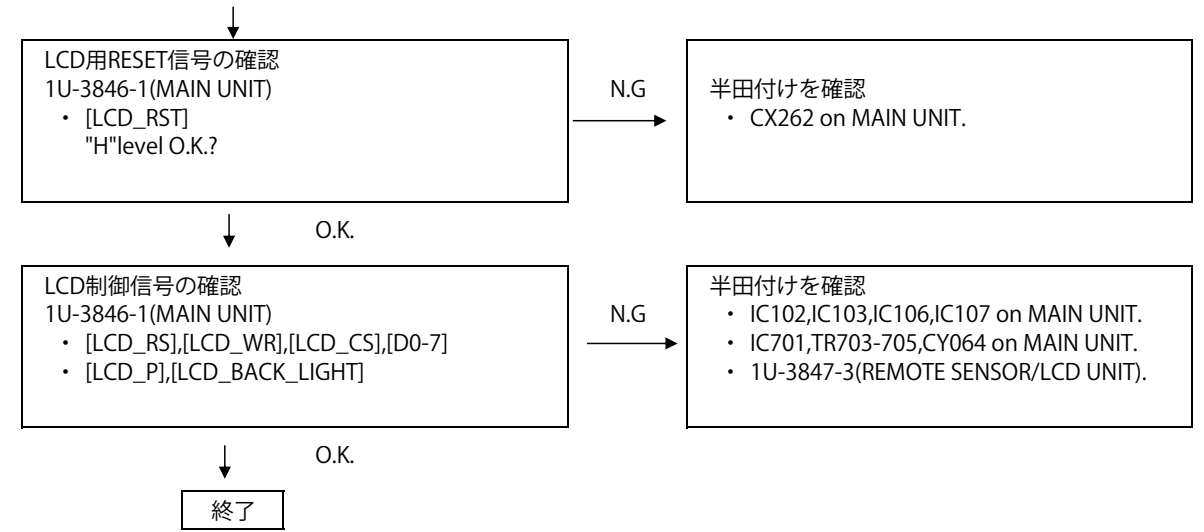 LCD用RESET信号の確認
1U-3846-1(MAIN UNIT)
・ [LCD_RST]
"H"level O.K.?
N.G
半田付けを確認
・ CX262 on MAIN UNIT.
O.K.
LCD制御信号の確認
1U-3846-1(MAIN UNIT)
・ [LCD_RS],[LCD_WR],[LCD_CS],[D0-7]
・ [LCD_P],[LCD_BACK_LIGHT]
N.G
半田付けを確認
・ IC102,IC103,IC106,IC107 on MAIN UNIT.
・ IC701,TR703-705,CY064 on MAIN UNIT.
・ 1U-3847-3(REMOTE SENSOR/LCD UNIT).
O.K.
終了